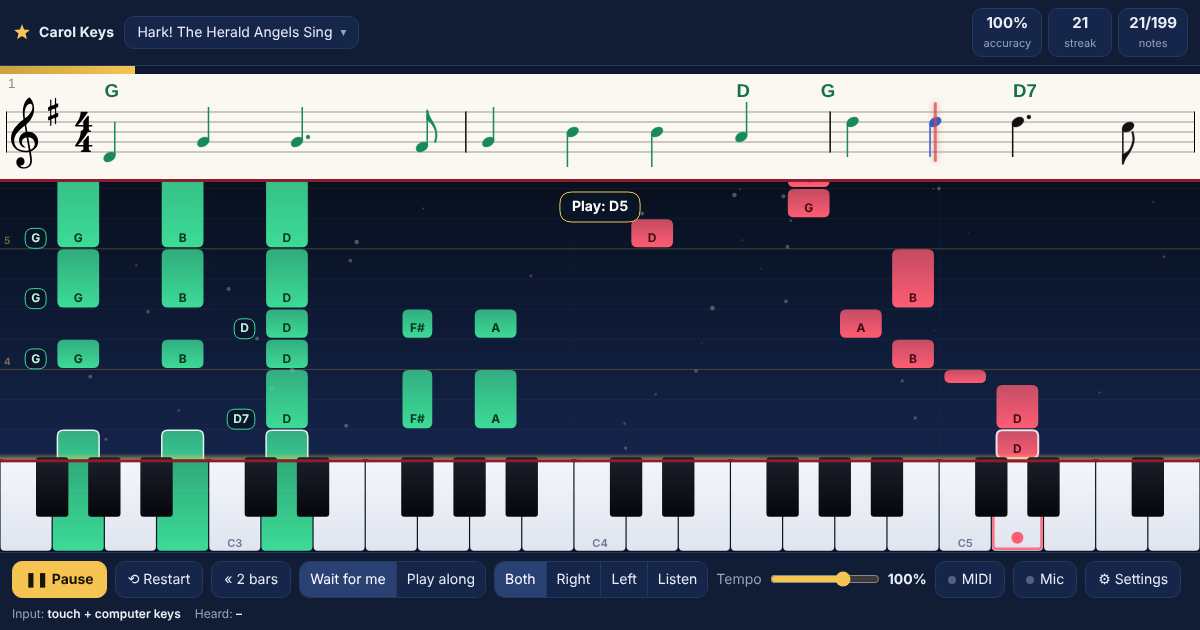 Carol Keys
Hark! The Herald Angels Sing ▾
100%
accuracy
21
streak
21/199
notes
1
G
D
G
D7
4
4
Play: D5
G
D
5
G
G
B
D
G
G
B
D
B
D
D
F#
A
A
4
G
G
B
D
B
D7
D
F#
A
D
D
C3
C4
C5
❚❚ Pause
⟲ Restart
« 2 bars
Wait for me
Play along
Both
Right
Left
Listen
Tempo
100%
MIDI
Mic
⚙ Settings
Input: touch + computer keys Heard: –